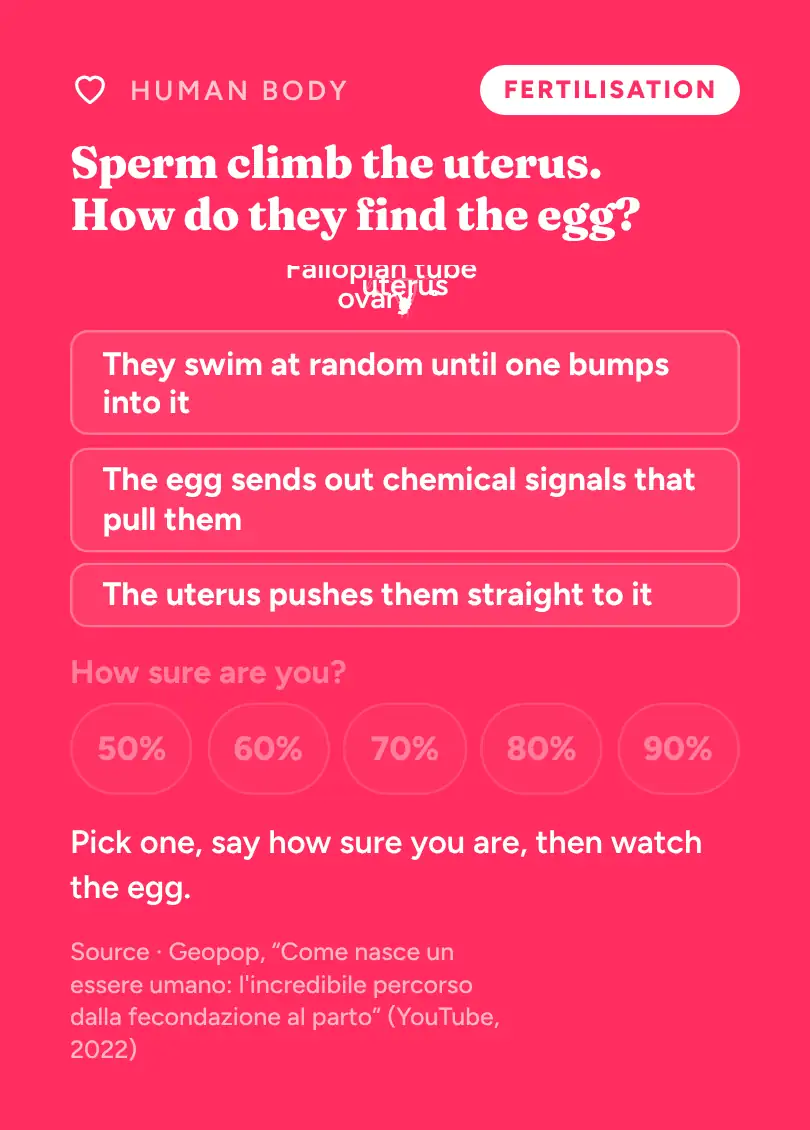 HUMAN BODY
FERTILISATION
Sperm climb the uterus.
How do they find the egg?
Fallopian tube
uterus
ovary
They swim at random until one bumps
into it
The egg sends out chemical signals that
pull them
The uterus pushes them straight to it
How sure are you?
50%
60%
70%
80%
90%
Pick one, say how sure you are, then watch
the egg.
Source · Geopop, “Come nasce un
essere umano: l'incredibile percorso
dalla fecondazione al parto” (YouTube,
2022)